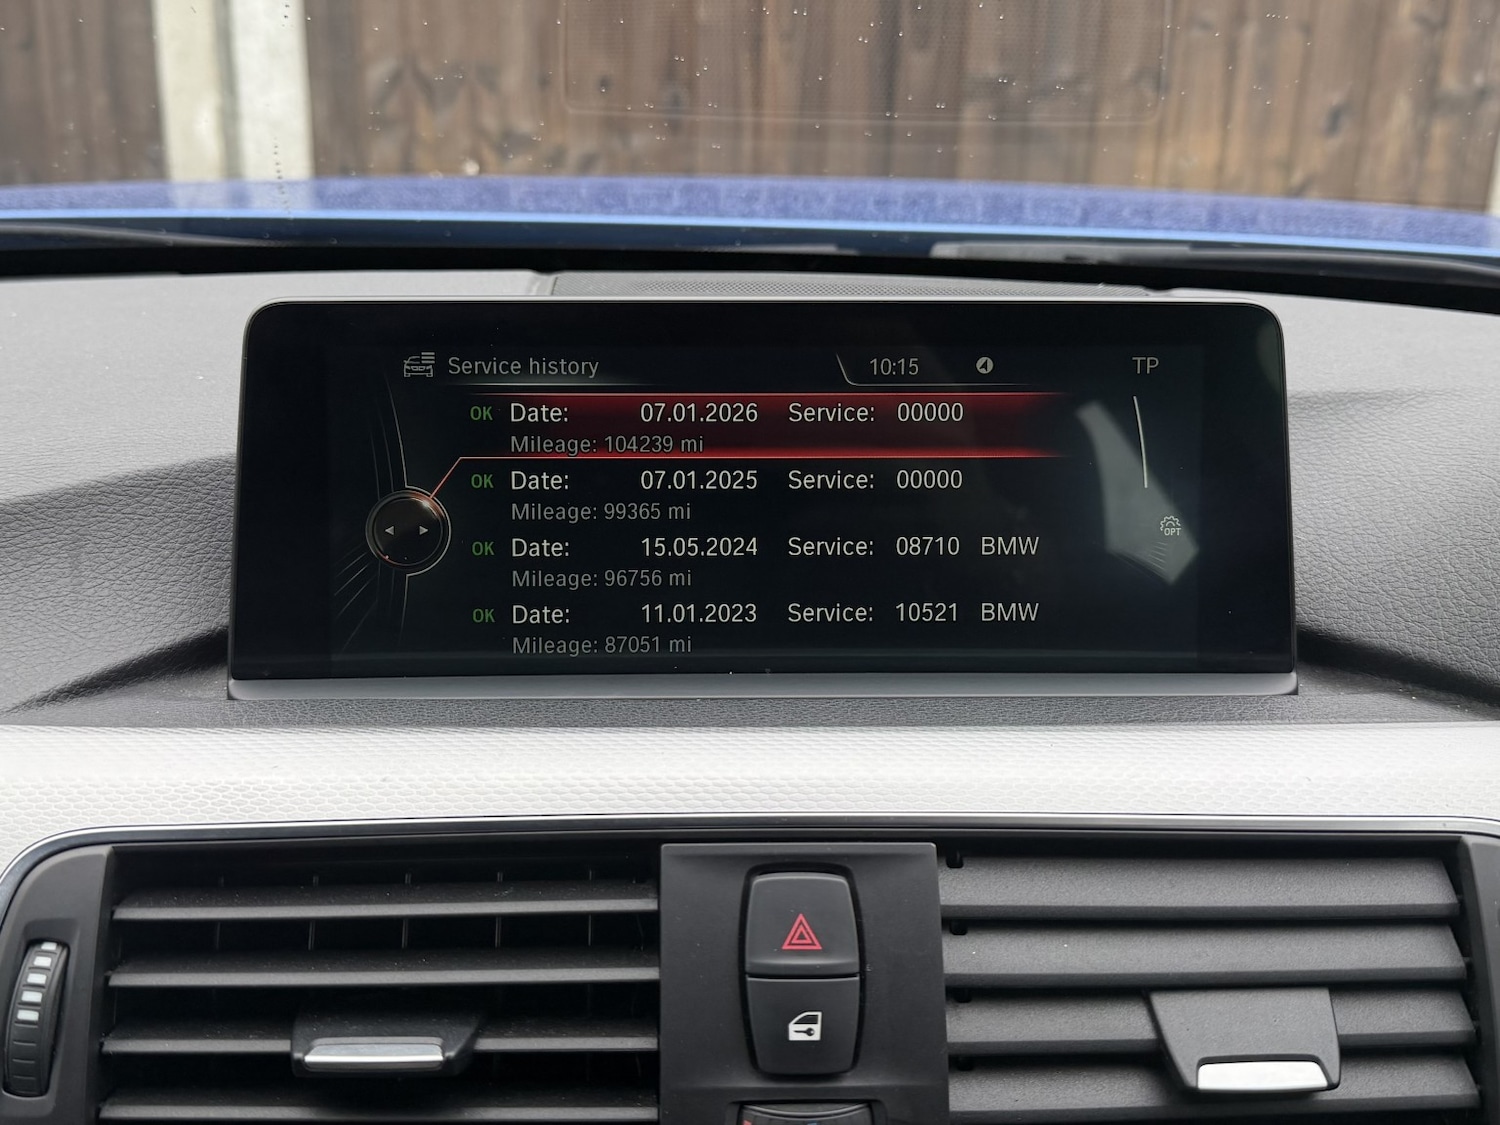 Service history 10:15 TP
OK Date: 07.01.2026 Service: 00000
Mileage: 104239 mi
OK Date: 07.01.2025 Service: 00000
Mileage: 99365 mi
OPT
OK Date: 15.05.2024 Service: 08710 BMW
Mileage: 96756 mi
OK Date: 11.01.2023 Service: 10521 BMW
Mileage: 87051 mi